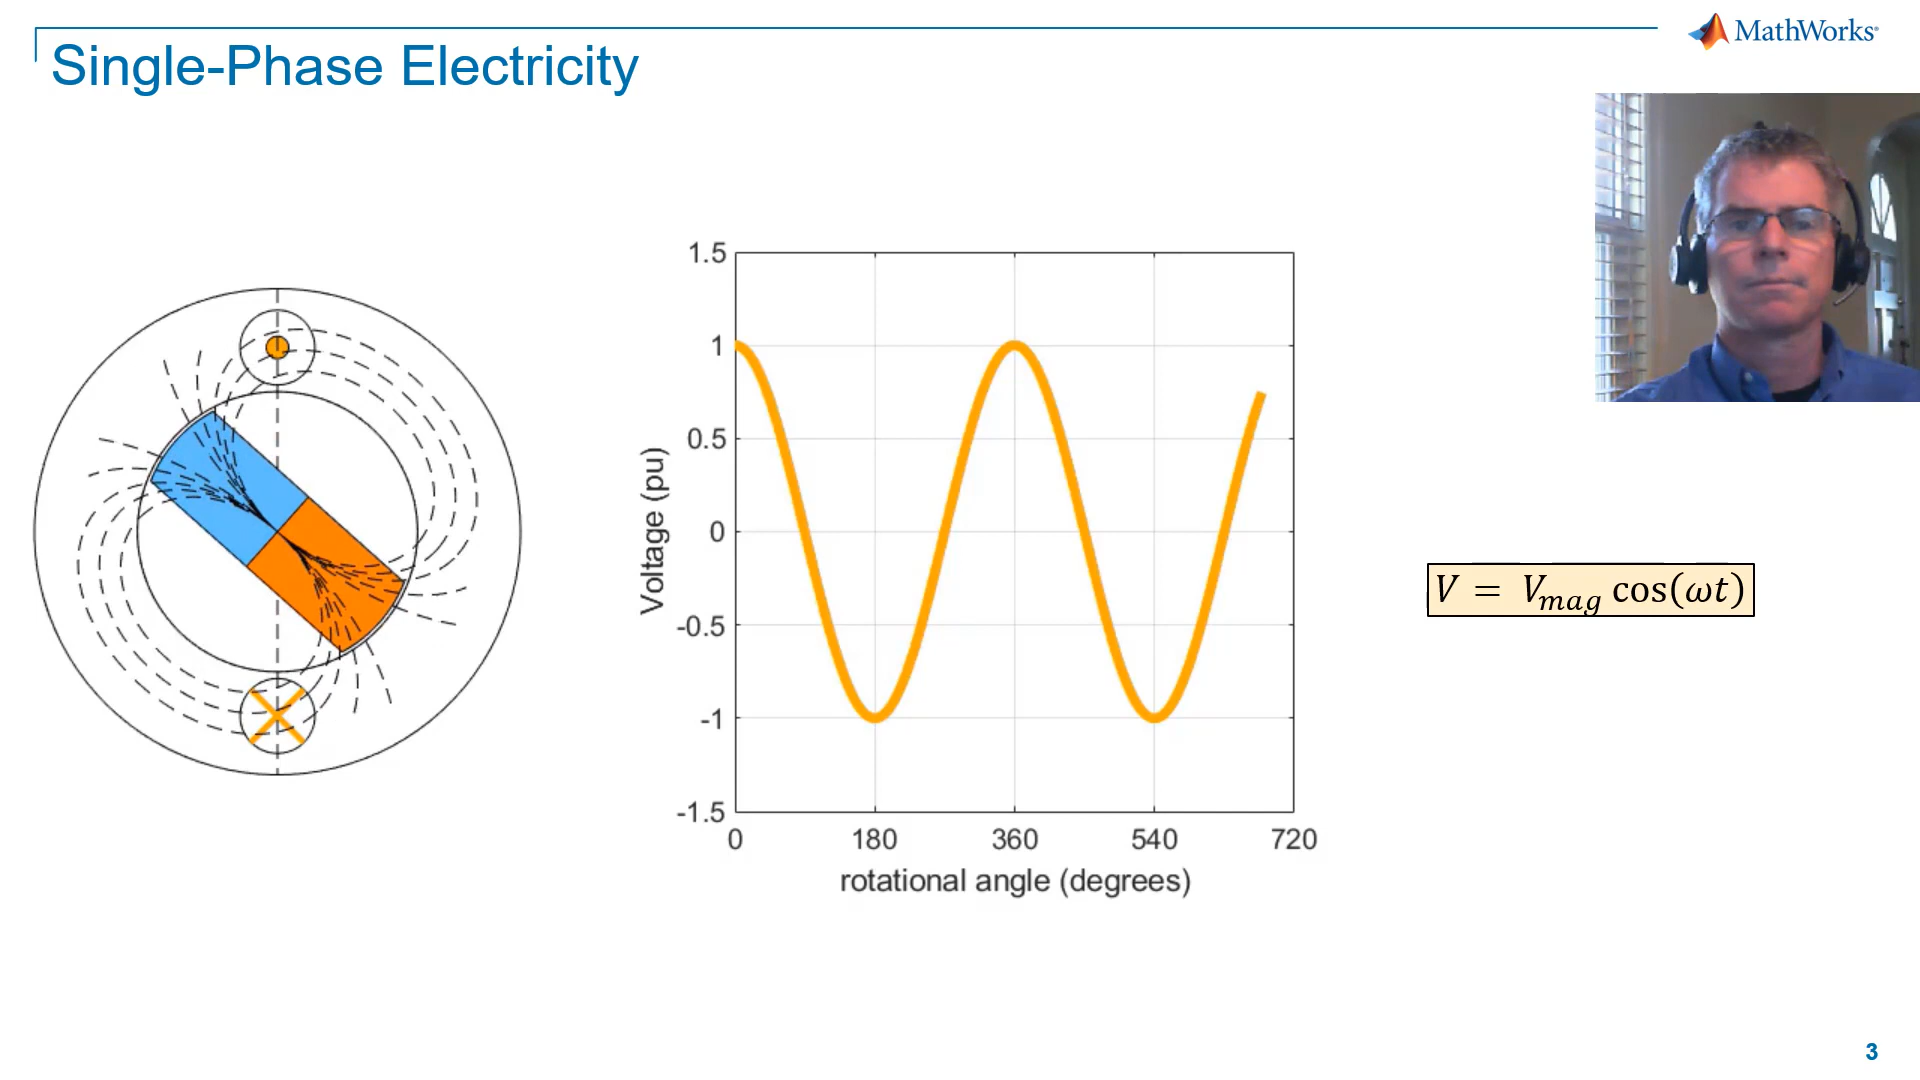 Single-Phase Electricity
MathWorks®
1.5
1
0.5
0
-0.5
-1
-1.5
Voltage (pu)
0 180 360 540 720
rotational angle (degrees)
V = Vmag cos(ωt)
3